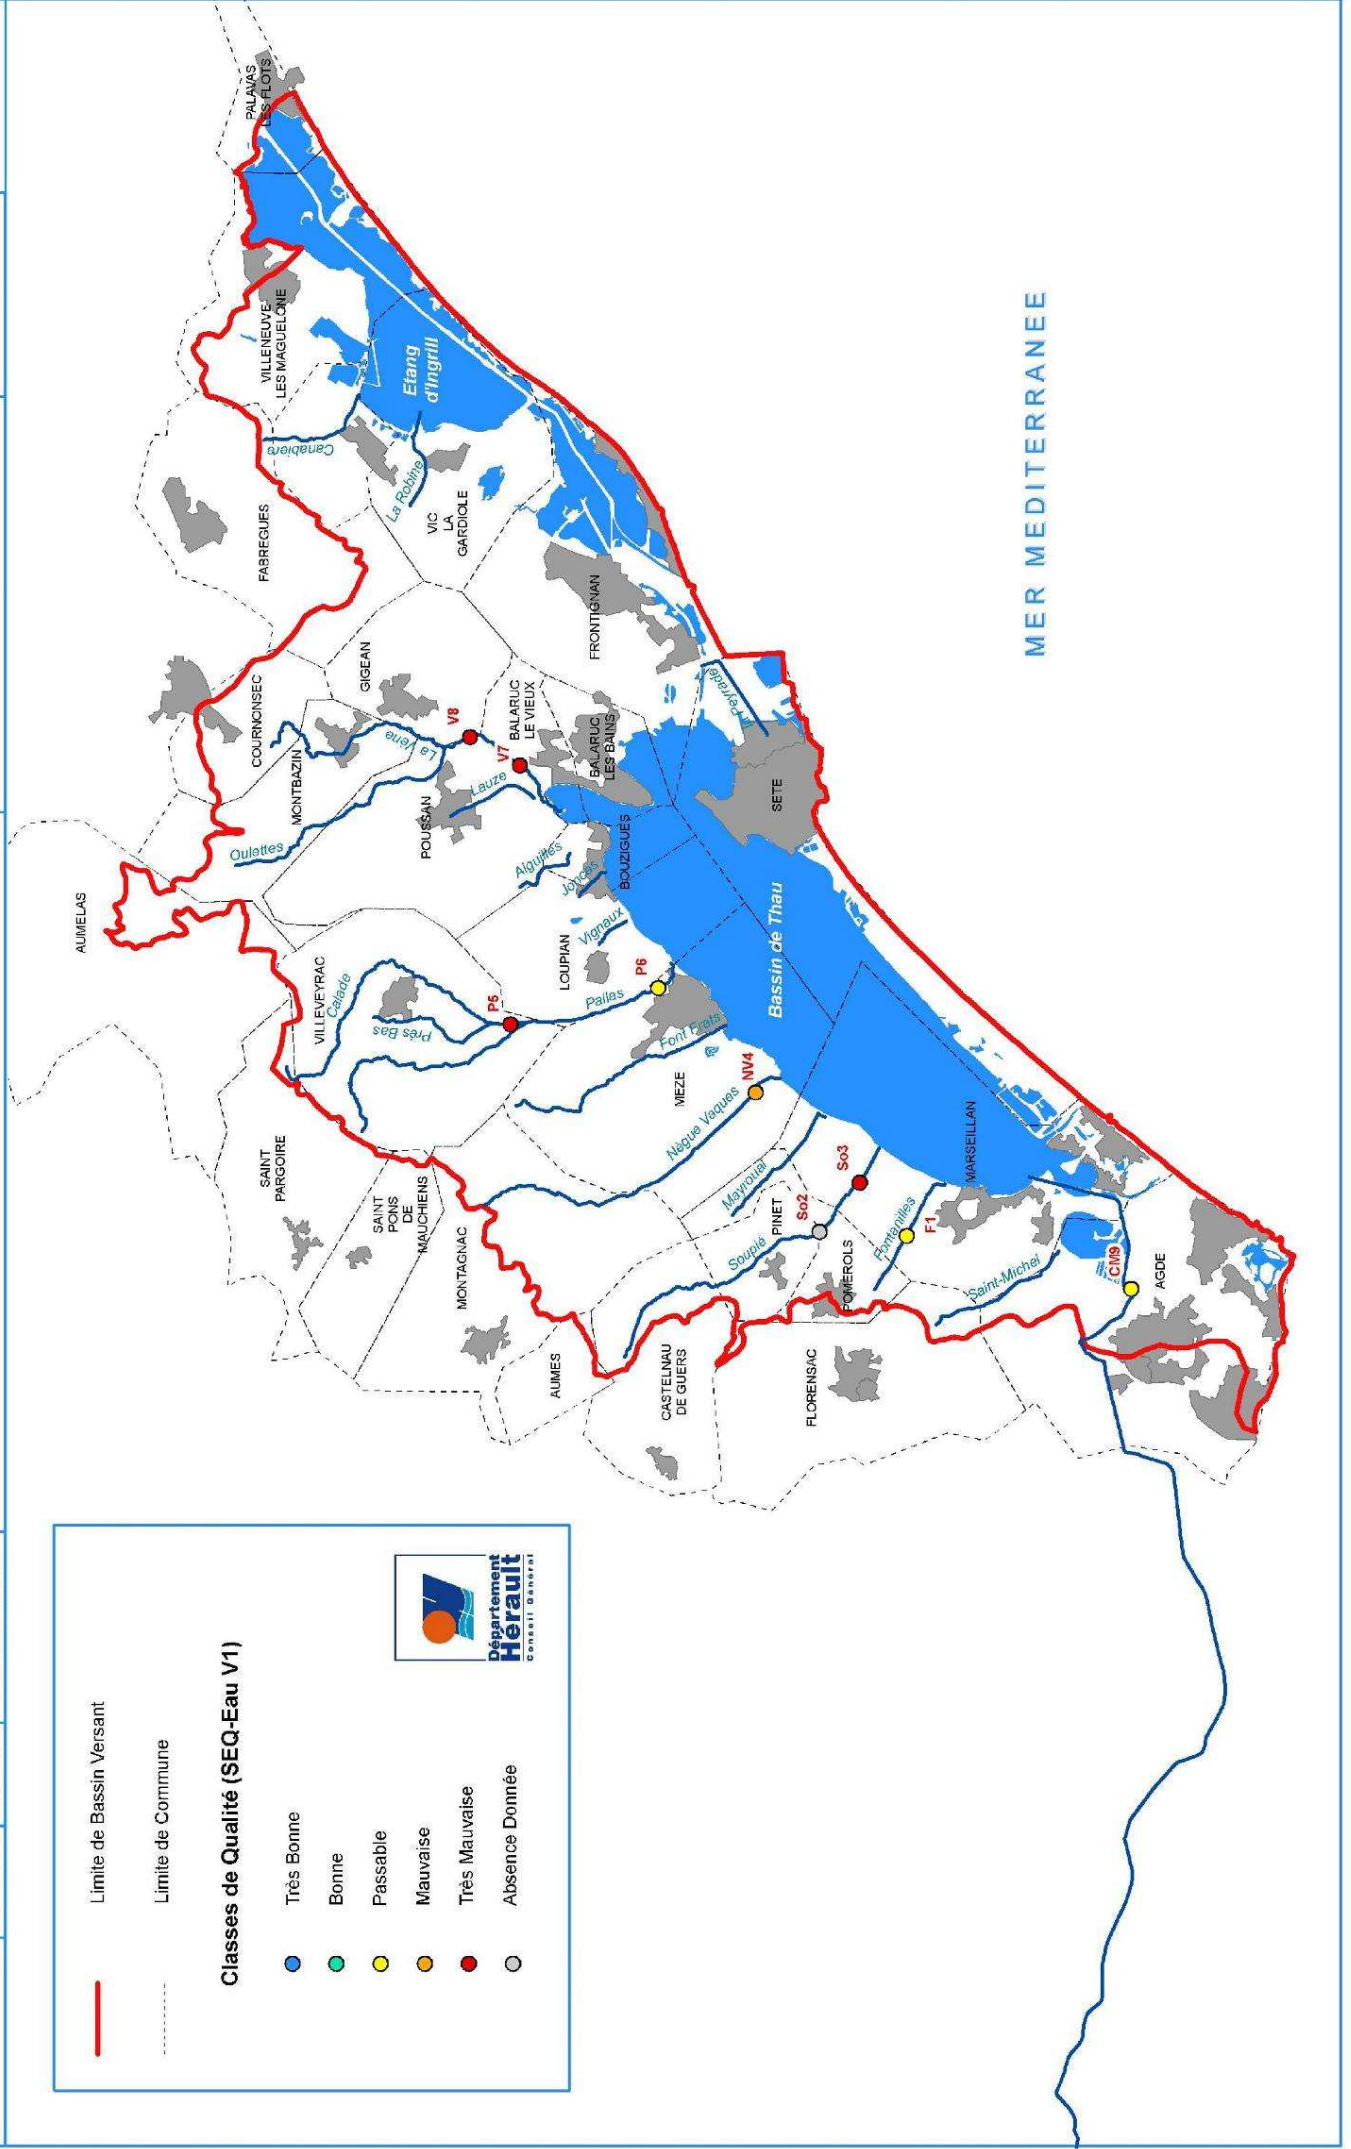 Limite de Bassin Versant
Limite de Commune
Classes de Qualité (SEQ-Eau V1)
Très Bonne
Bonne
Passable
Mauvaise
Très Mauvaise
Absence Donnée
Département
Hérault
Conseil Général
AUMELAS
SAINT
PARGOIRE
SAINT
PONS
DE
MAUCHIENS
MONTAGNAC
AUMES
CASTELNAU
DE GUERS
FLORENSAC
VILLEVEYRAC
Calade
Près Bas
P5
LOUPIAN
Pallas
P6
Vignaux
MEZE
Font Frats
Nègue Vaques
NV4
Mayroual
PINET
Soupié
So2
So3
POMEROLS
Fontanilles
F1
MARSEILLAN
Saint-Michel
CM9
AGDE
COURNONSEC
MONTBAZIN
Oulettes
GIGEAN
La Vène
V8
POUSSAN
Lauze
V7
BALARUC
LE VIEUX
BALARUC
LES BAINS
Aiguilles
Joncas
BOUZIGUES
Bassin de Thau
SETE
la Peyrade
FRONTIGNAN
FABREGUES
VIC
LA
GARDIOLE
La Robine
Canabière
Etang
d'Ingrill
VILLENEUVE-
LES MAGUELONE
PALAVAS
LES FLOTS
MER MEDITERRANEE